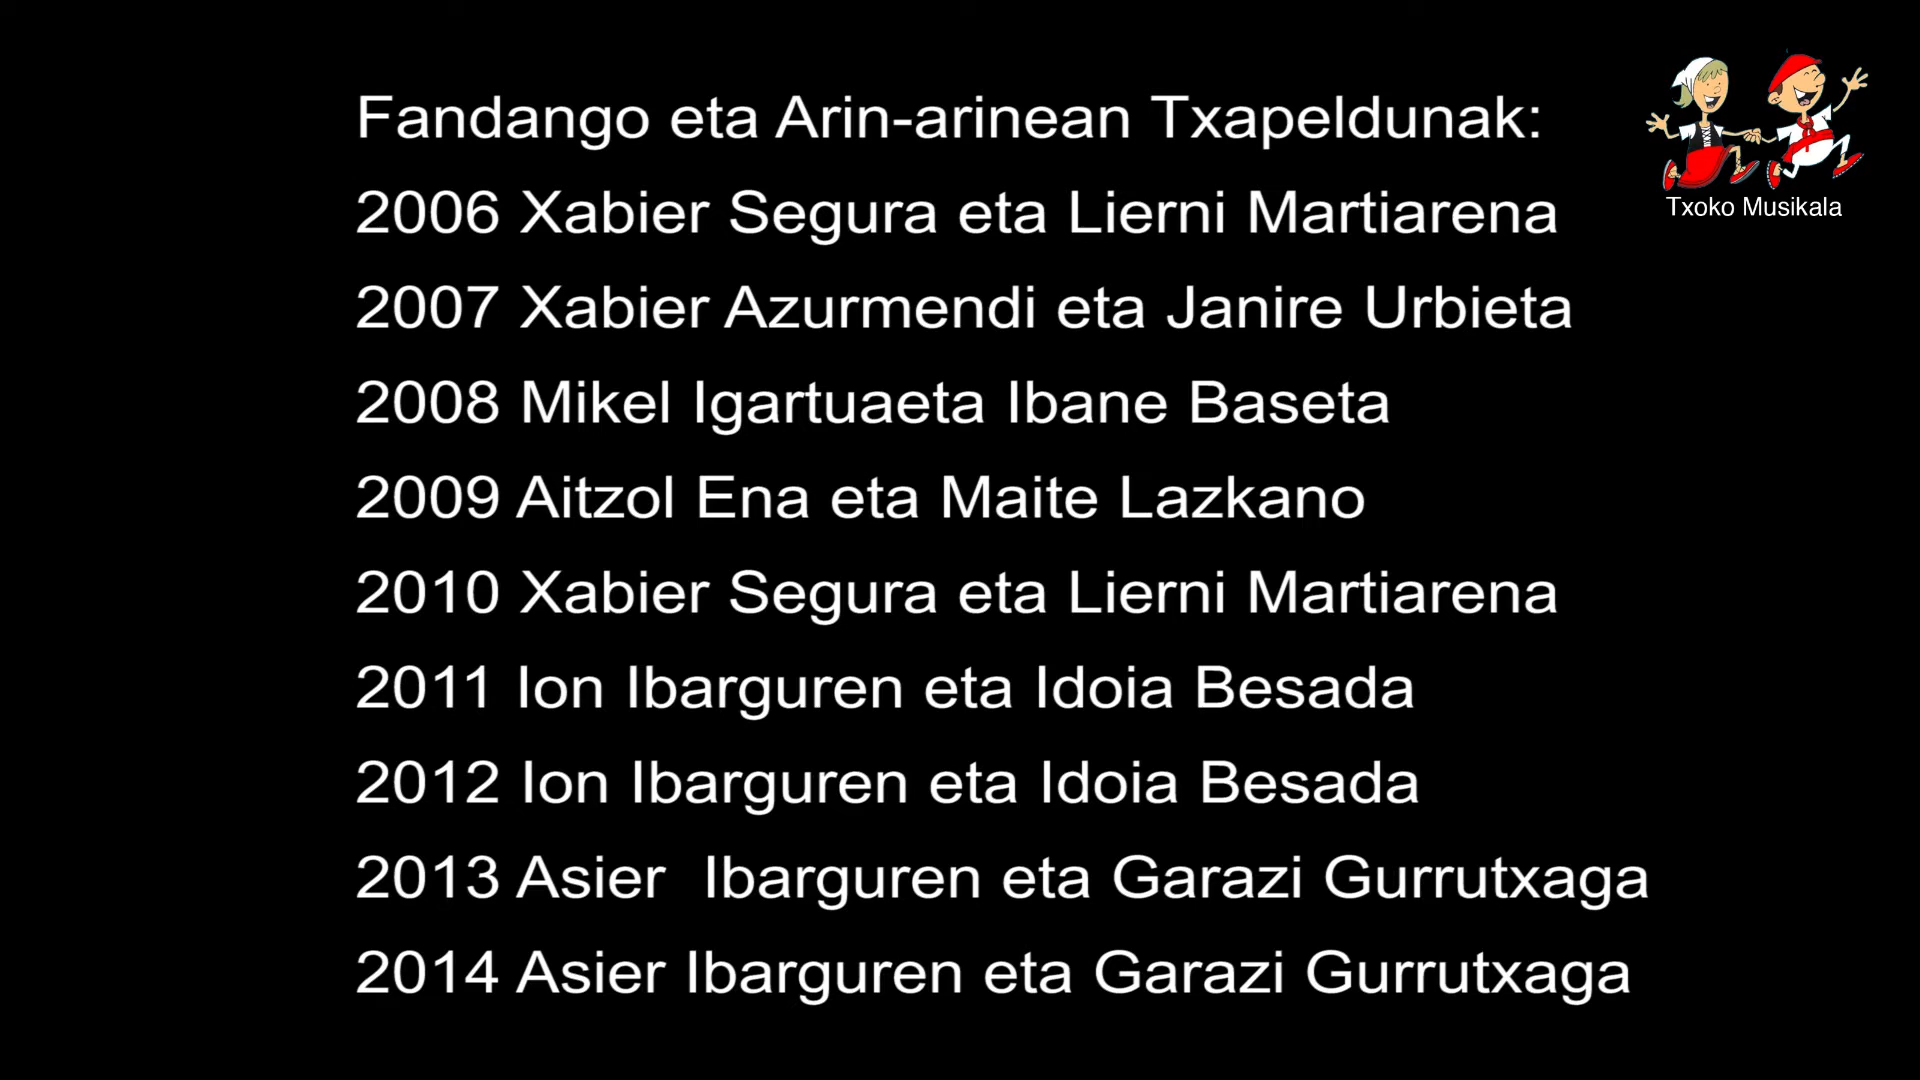 Fandango eta Arin-arinean Txapeldunak:
2006 Xabier Segura eta Lierni Martiarena
2007 Xabier Azurmendi eta Janire Urbieta
2008 Mikel Igartuaeta Ibane Baseta
2009 Aitzol Ena eta Maite Lazkano
2010 Xabier Segura eta Lierni Martiarena
2011 Ion Ibarguren eta Idoia Besada
2012 Ion Ibarguren eta Idoia Besada
2013 Asier  Ibarguren eta Garazi Gurrutxaga
2014 Asier Ibarguren eta Garazi Gurrutxaga
Txoko Musikala